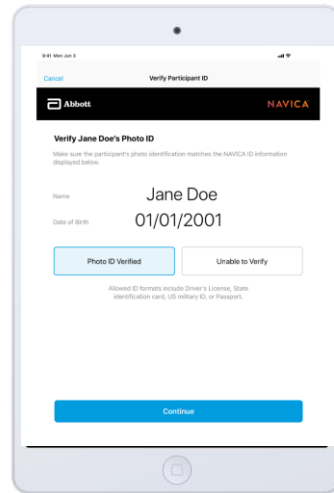 9:41 Mon Jun 3
Cancel
Verify Participant ID
Abbott
NAVICA
Verify Jane Doe's Photo ID
Make sure the participant's photo identification matches the NAVICA ID information
displayed below.
Name
Jane Doe
Date of Birth
01/01/2001
Photo ID Verified
Unable to Verify
Allowed ID formats include Driver's License, State
identification card, US military ID, or Passport.
Continue